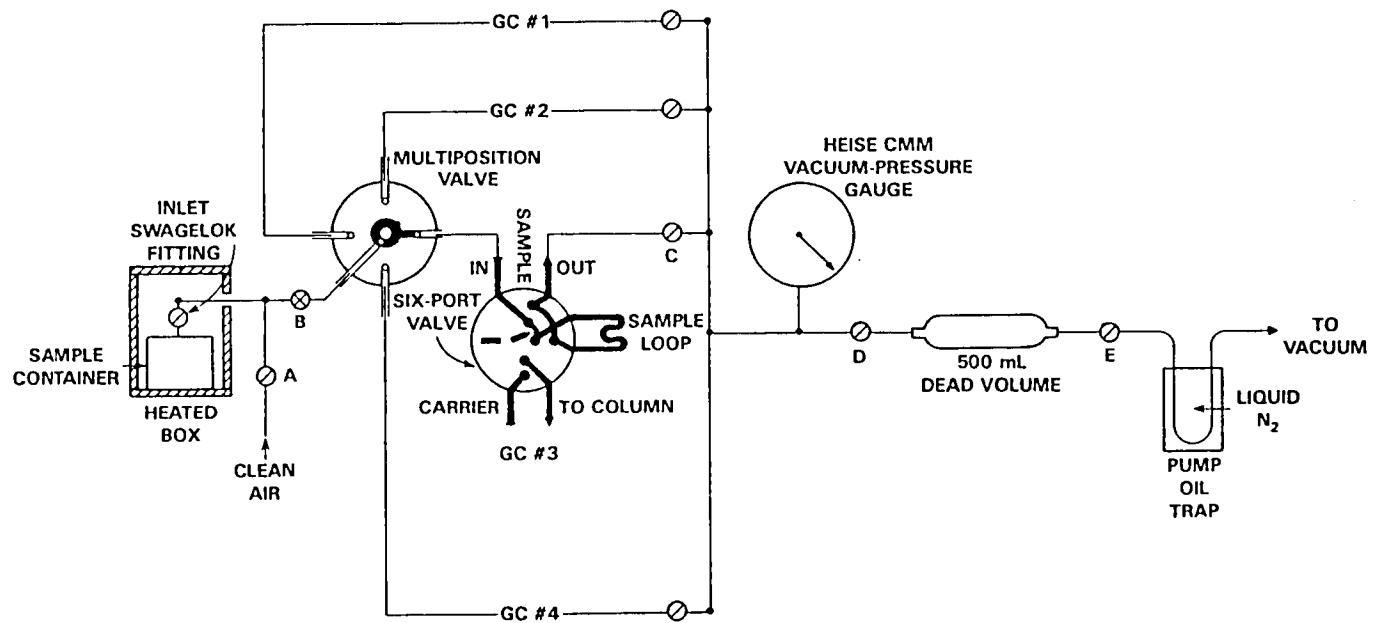 GC #1
GC #2
MULTIPOSITION
VALVE
HEISE CMM
VACUUM-PRESSURE
GAUGE
INLET
SWAGELOK
FITTING
SAMPLE
IN
OUT
C
B
SIX-PORT
VALVE
SAMPLE
LOOP
SAMPLE
CONTAINER
A
HEATED
BOX
CLEAN
AIR
CARRIER
TO COLUMN
GC #3
D
500 mL
DEAD VOLUME
E
TO
VACUUM
LIQUID
N₂
PUMP
OIL
TRAP
GC #4